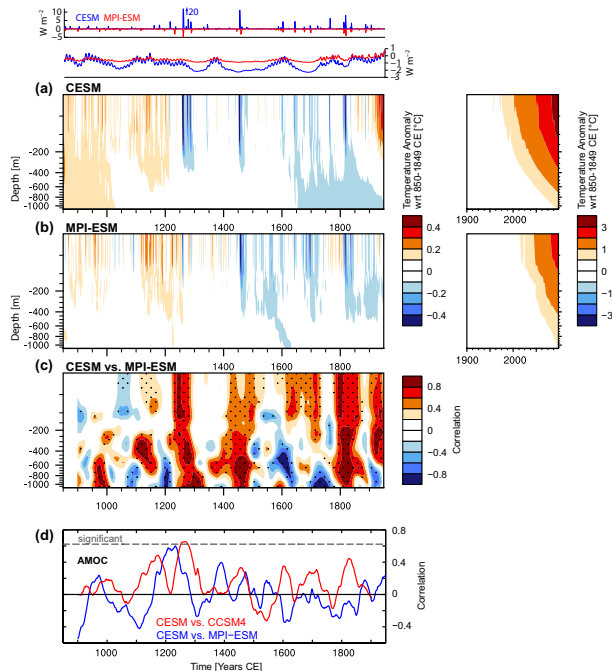 10
5
0
-5
W m⁻²
CESM MPI-ESM
↑20
1
0
-1
-2
W m⁻²
(a) CESM
Depth [m]
-200
-400
-600
-800
-1000
1000 1200 1400 1600 1800
1900 2000
Temperature Anomaly
wrt 850-1849 CE [°C]
0.4
0.2
0
-0.2
-0.4
Temperature Anomaly
wrt 850-1849 CE [°C]
3
1
0
-1
-3
(b) MPI-ESM
Depth [m]
-200
-400
-600
-800
-1000
1900 2000
(c) CESM vs. MPI-ESM
Depth [m]
-200
-400
-600
-800
-1000
1000 1200 1400 1600 1800
0.8
0.4
0
-0.4
-0.8
Correlation
(d)
significant
AMOC
0.8
0.4
0
-0.4
Correlation
CESM vs. CCSM4
CESM vs. MPI-ESM
1000 1200 1400 1600 1800
Time [Years CE]